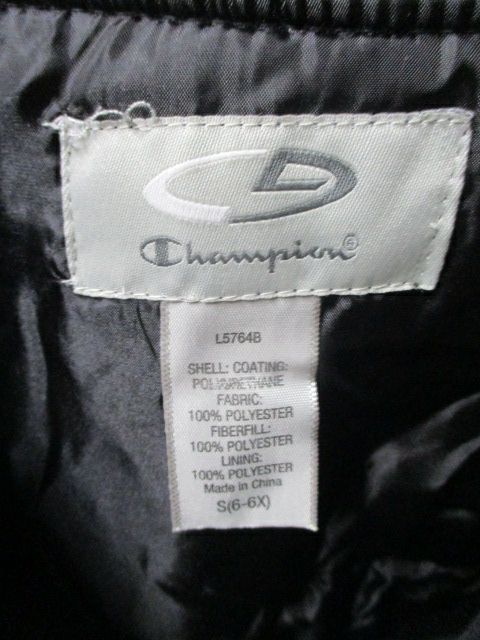 Champion®
L5764B
SHELL: COATING:
POLYURETHANE
FABRIC:
100% POLYESTER
FIBERFILL:
100% POLYESTER
LINING:
100% POLYESTER
Made in China
S(6-6X)